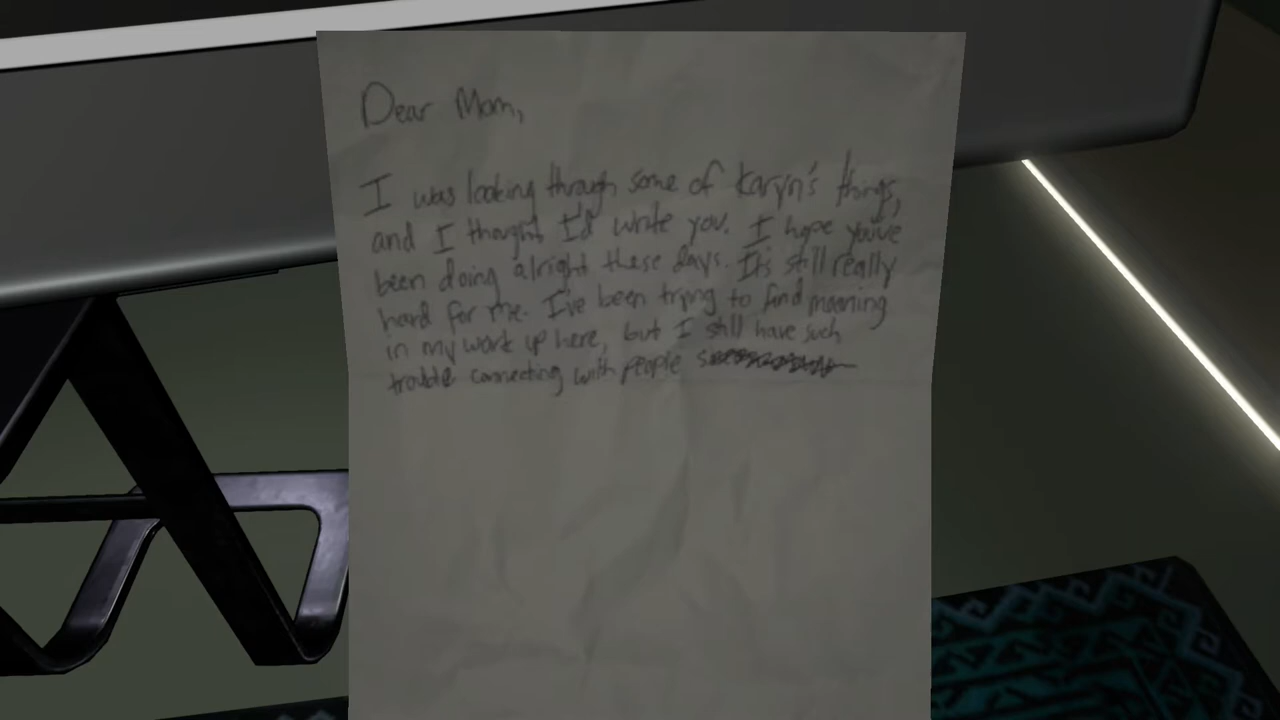 Dear Mom,
I was looking through some of Karyn's things,
and I thought I'd write you. I hope you've
been doing alright these days. It's still really
hard for me. I've been trying to find meaning
in my work up here, but I still have such
trouble connecting with people